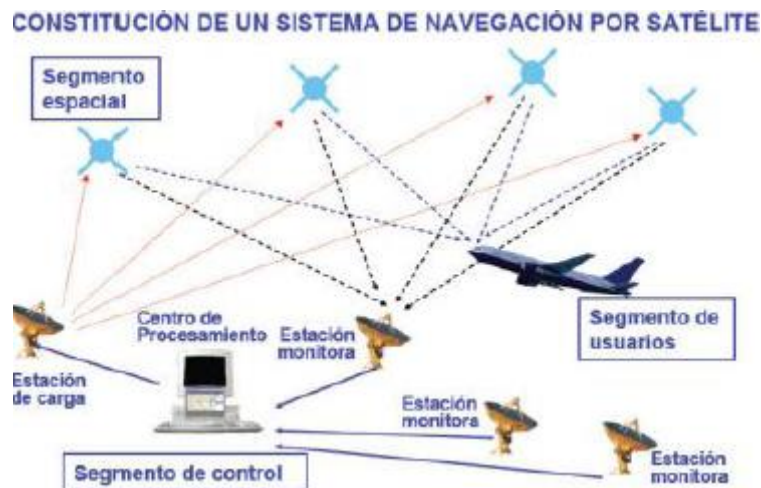 CONSTITUCIÓN DE UN SISTEMA DE NAVEGACIÓN POR SATÉLITE
Segmento
espacial
Centro de
Procesamiento
Estación
monitora
Segmento de
usuarios
Estación
de carga
Estación
monitora
Segmento de control
Estación
monitora